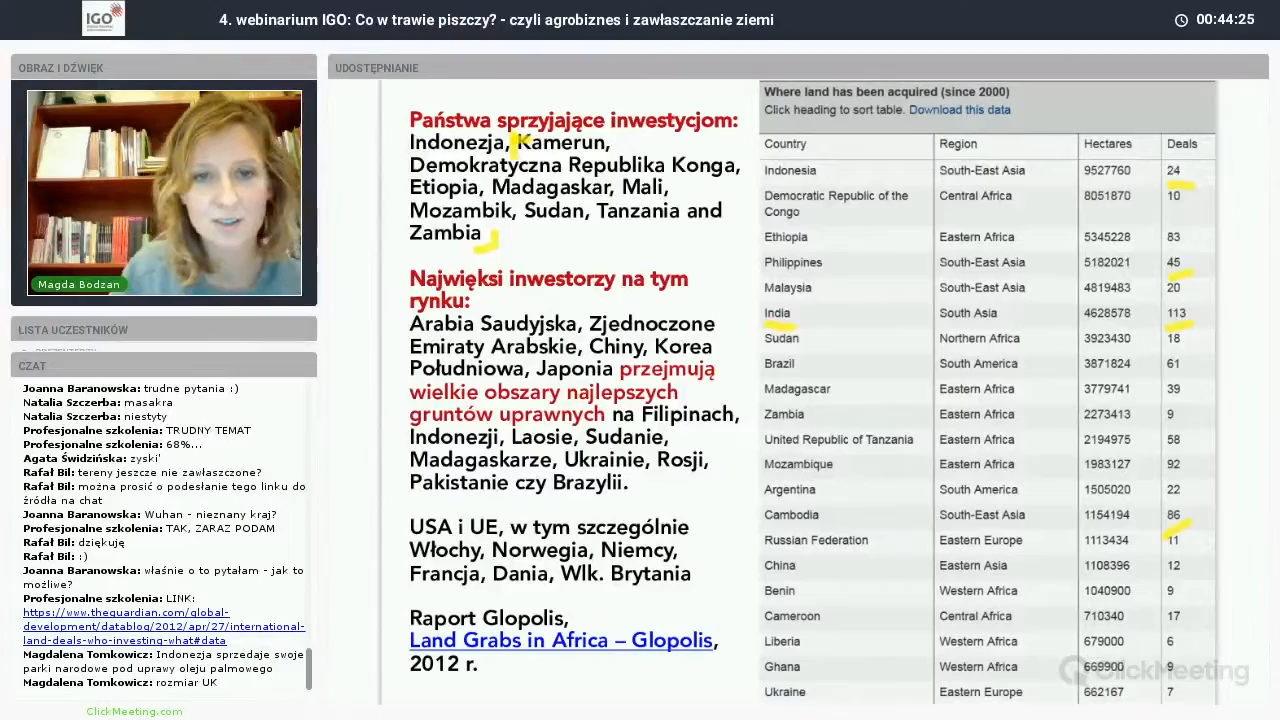 IGO
4. webinarium IGO: Co w trawie piszczy? - czyli agrobiznes i zawłaszczanie ziemi
00:44:25
OBRAZ I DŹWIĘK
Magda Bodzan
LISTA UCZESTNIKÓW
CZAT
Joanna Baranowska: trudne pytania :)
Natalia Szczerba: masakra
Natalia Szczerba: niestyty
Profesjonalne szkolenia: TRUDNY TEMAT
Profesjonalne szkolenia: 68%...
Agata Świdzińska: zyski'
Rafał Bil: tereny jeszcze nie zawłaszczone?
Rafał Bil: można prosić o podesłanie tego linku do
źródła na chat
Joanna Baranowska: Wuhan - nieznany kraj?
Profesjonalne szkolenia: TAK, ZARAZ PODAM
Rafał Bil: dziękuję
Rafał Bil: :)
Joanna Baranowska: właśnie o to pytałam - jak to
możliwe?
Profesjonalne szkolenia: LINK:
https://www.theguardian.com/global-
development/datablog/2012/apr/27/international-
land-deals-who-investing-what#data
Magdalena Tomkowicz: Indonezja sprzedaje swoje
parki narodowe pod uprawy oleju palmowego
Magdalena Tomkowicz: rozmiar UK
ClickMeeting.com
UDOSTĘPNIANIE
Państwa sprzyjające inwestycjom:
Indonezja, Kamerun,
Demokratyczna Republika Konga,
Etiopia, Madagaskar, Mali,
Mozambik, Sudan, Tanzania and
Zambia
Najwięksi inwestorzy na tym
rynku:
Arabia Saudyjska, Zjednoczone
Emiraty Arabskie, Chiny, Korea
Południowa, Japonia przejmują
wielkie obszary najlepszych
gruntów uprawnych na Filipinach,
Indonezji, Laosie, Sudanie,
Madagaskarze, Ukrainie, Rosji,
Pakistanie czy Brazylii.
USA i UE, w tym szczególnie
Włochy, Norwegia, Niemcy,
Francja, Dania, Wlk. Brytania
Raport Glopolis,
Land Grabs in Africa – Glopolis,
2012 r.
Where land has been acquired (since 2000)
Click heading to sort table. Download this data
Country Region Hectares Deals
Indonesia South-East Asia 9527760 24
Democratic Republic of the Central Africa 8051870 10
Congo
Ethiopia Eastern Africa 5345228 83
Philippines South-East Asia 5182021 45
Malaysia South-East Asia 4819483 20
India South Asia 4628578 113
Sudan Northern Africa 3923430 18
Brazil South America 3871824 61
Madagascar Eastern Africa 3779741 39
Zambia Eastern Africa 2273413 9
United Republic of Tanzania Eastern Africa 2194975 58
Mozambique Eastern Africa 1983127 92
Argentina South America 1505020 22
Cambodia South-East Asia 1154194 86
Russian Federation Eastern Europe 1113434 11
China Eastern Asia 1108396 12
Benin Western Africa 1040900 9
Cameroon Central Africa 710340 17
Liberia Western Africa 679000 6
Ghana Western Africa 669900 9
Ukraine Eastern Europe 662167 7
ClickMeeting